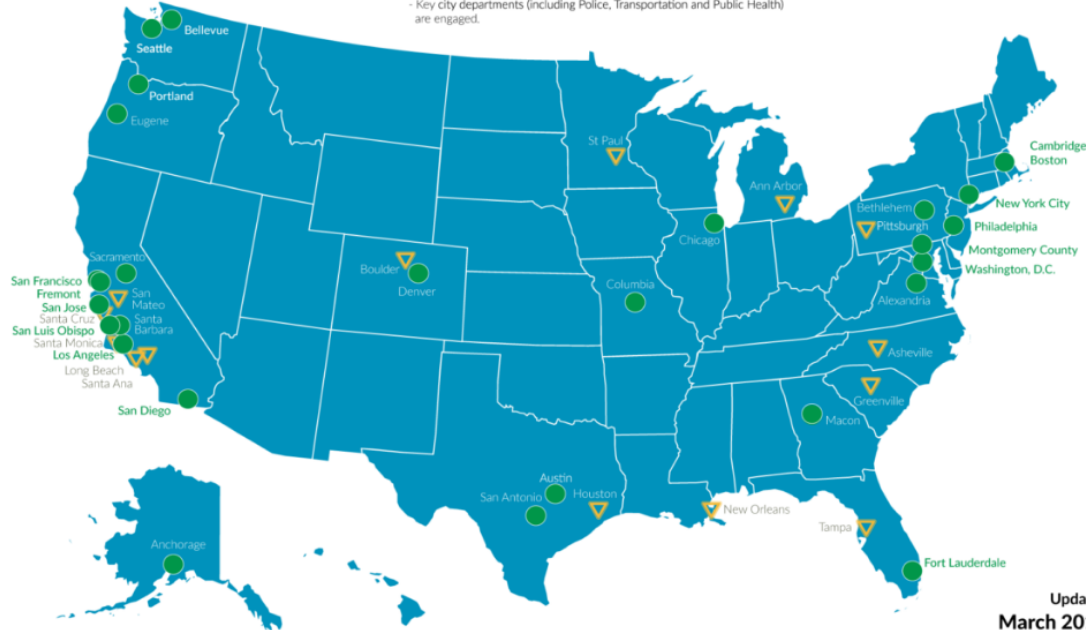 - Key city departments (including Police, Transportation and Public Health)
are engaged.
Bellevue
Seattle
Portland
Eugene
St Paul
Ann Arbor
Cambridge
Boston
New York City
Bethlehem
Pittsburgh
Philadelphia
Montgomery County
Washington, D.C.
Alexandria
Chicago
Sacramento
Boulder
Denver
Columbia
San Francisco
Fremont
San
Mateo
San Jose
Santa Cruz
Santa
Barbara
San Luis Obispo
Santa Monica
Los Angeles
Long Beach
Santa Ana
San Diego
Asheville
Greenville
Macon
Austin
San Antonio
Houston
New Orleans
Tampa
Fort Lauderdale
Anchorage
Upda
March 20